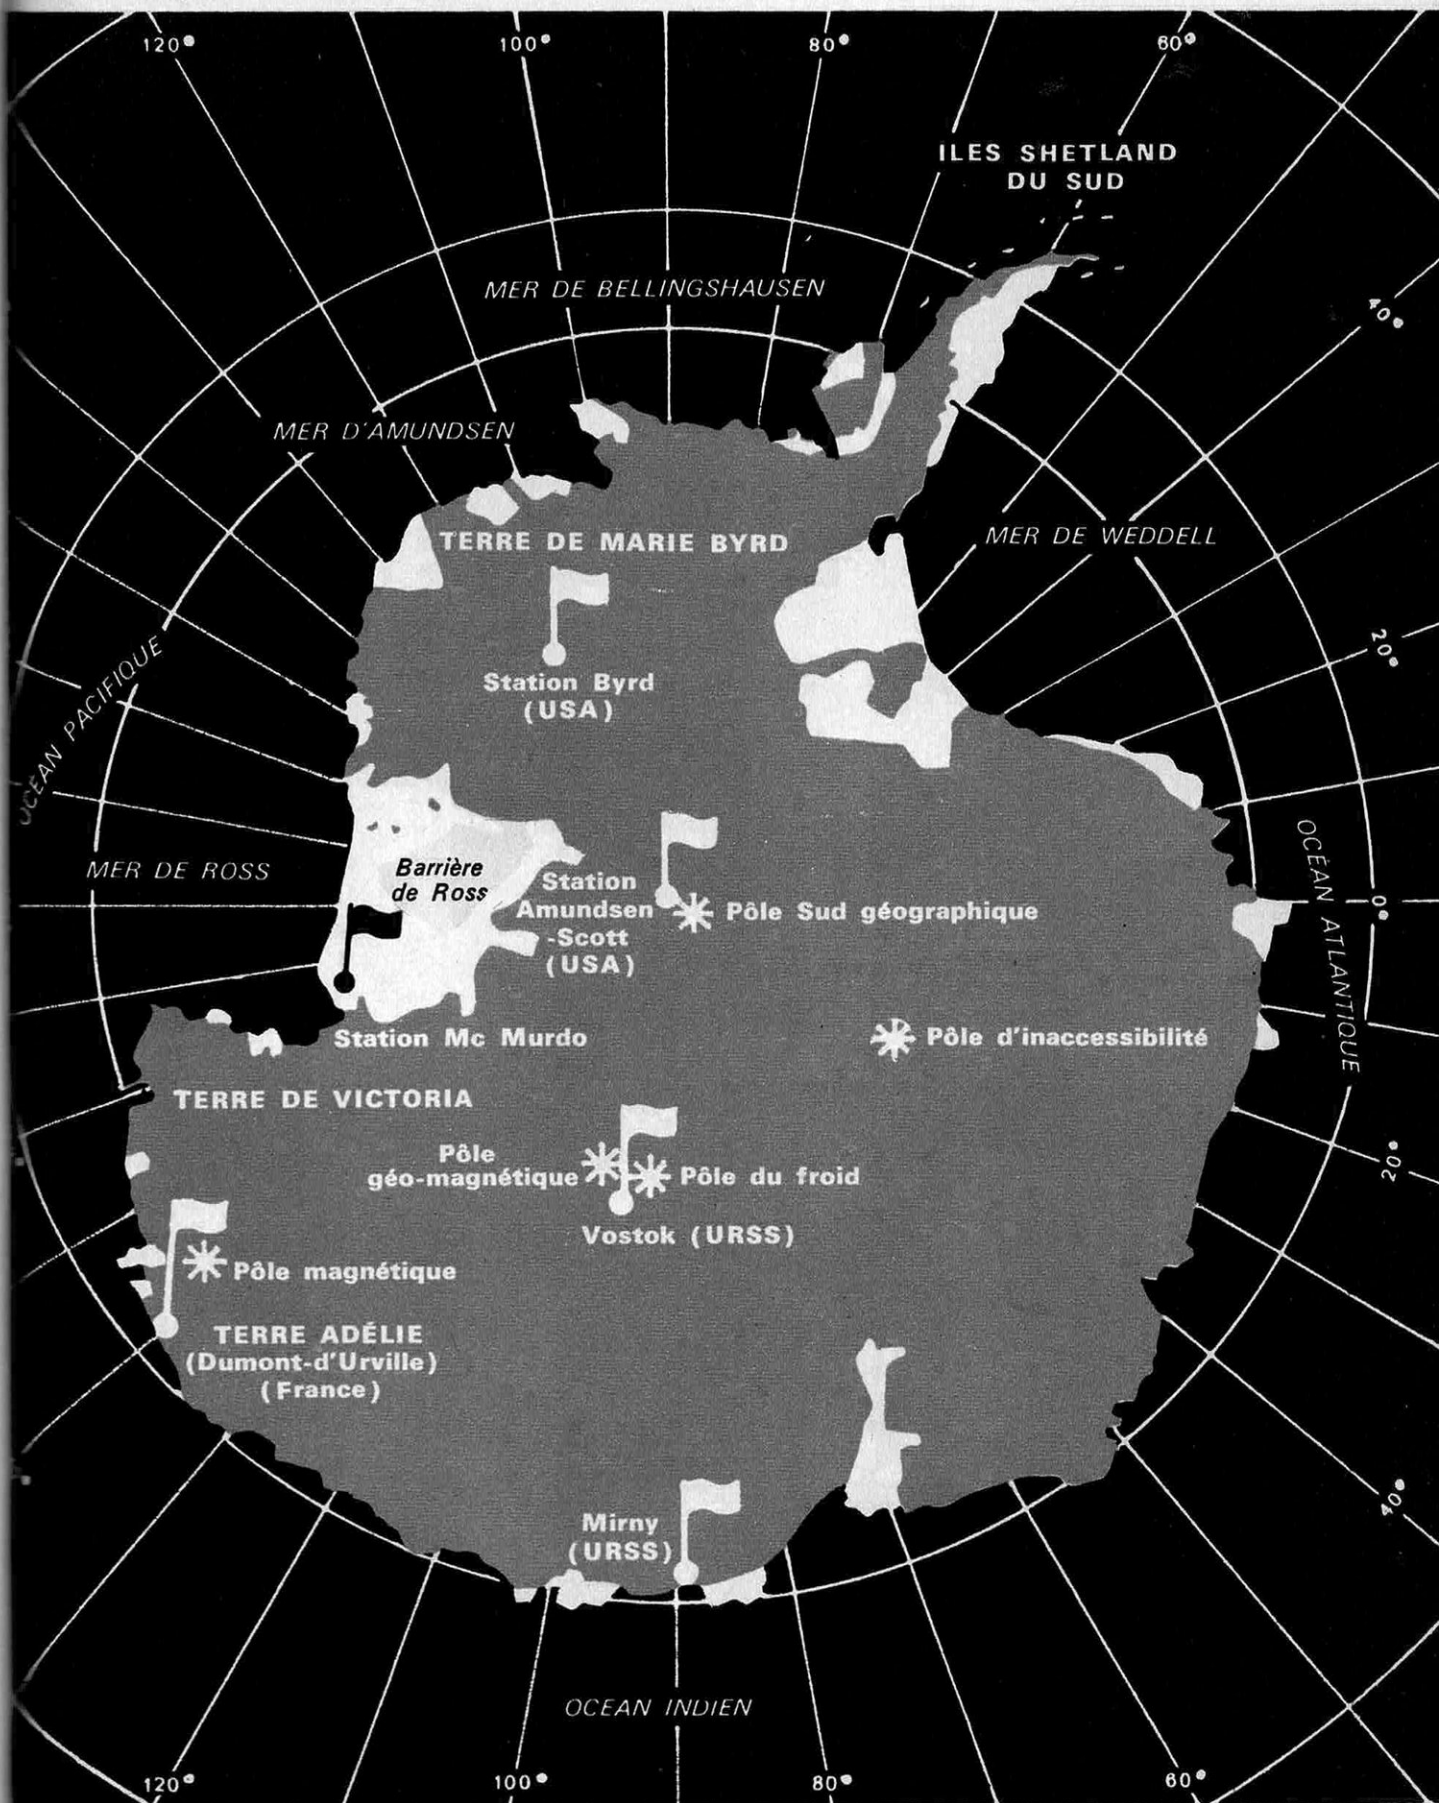 120°
100°
80°
60°
ILES SHETLAND
DU SUD
MER DE BELLINGSHAUSEN
40°
MER D'AMUNDSEN
MER DE WEDDELL
TERRE DE MARIE BYRD
20°
OCÉAN PACIFIQUE
Station Byrd
(USA)
OCÉAN ATLANTIQUE
MER DE ROSS
Barrière
de Ross
Station
Amundsen
-Scott
(USA)
Pôle Sud géographique
0°
Station Mc Murdo
Pôle d'inaccessibilité
TERRE DE VICTORIA
Pôle
géo-magnétique
Pôle du froid
20°
Vostok (URSS)
Pôle magnétique
TERRE ADÉLIE
(Dumont-d'Urville)
(France)
40°
Mirny
(URSS)
OCEAN INDIEN
120°
100°
80°
60°